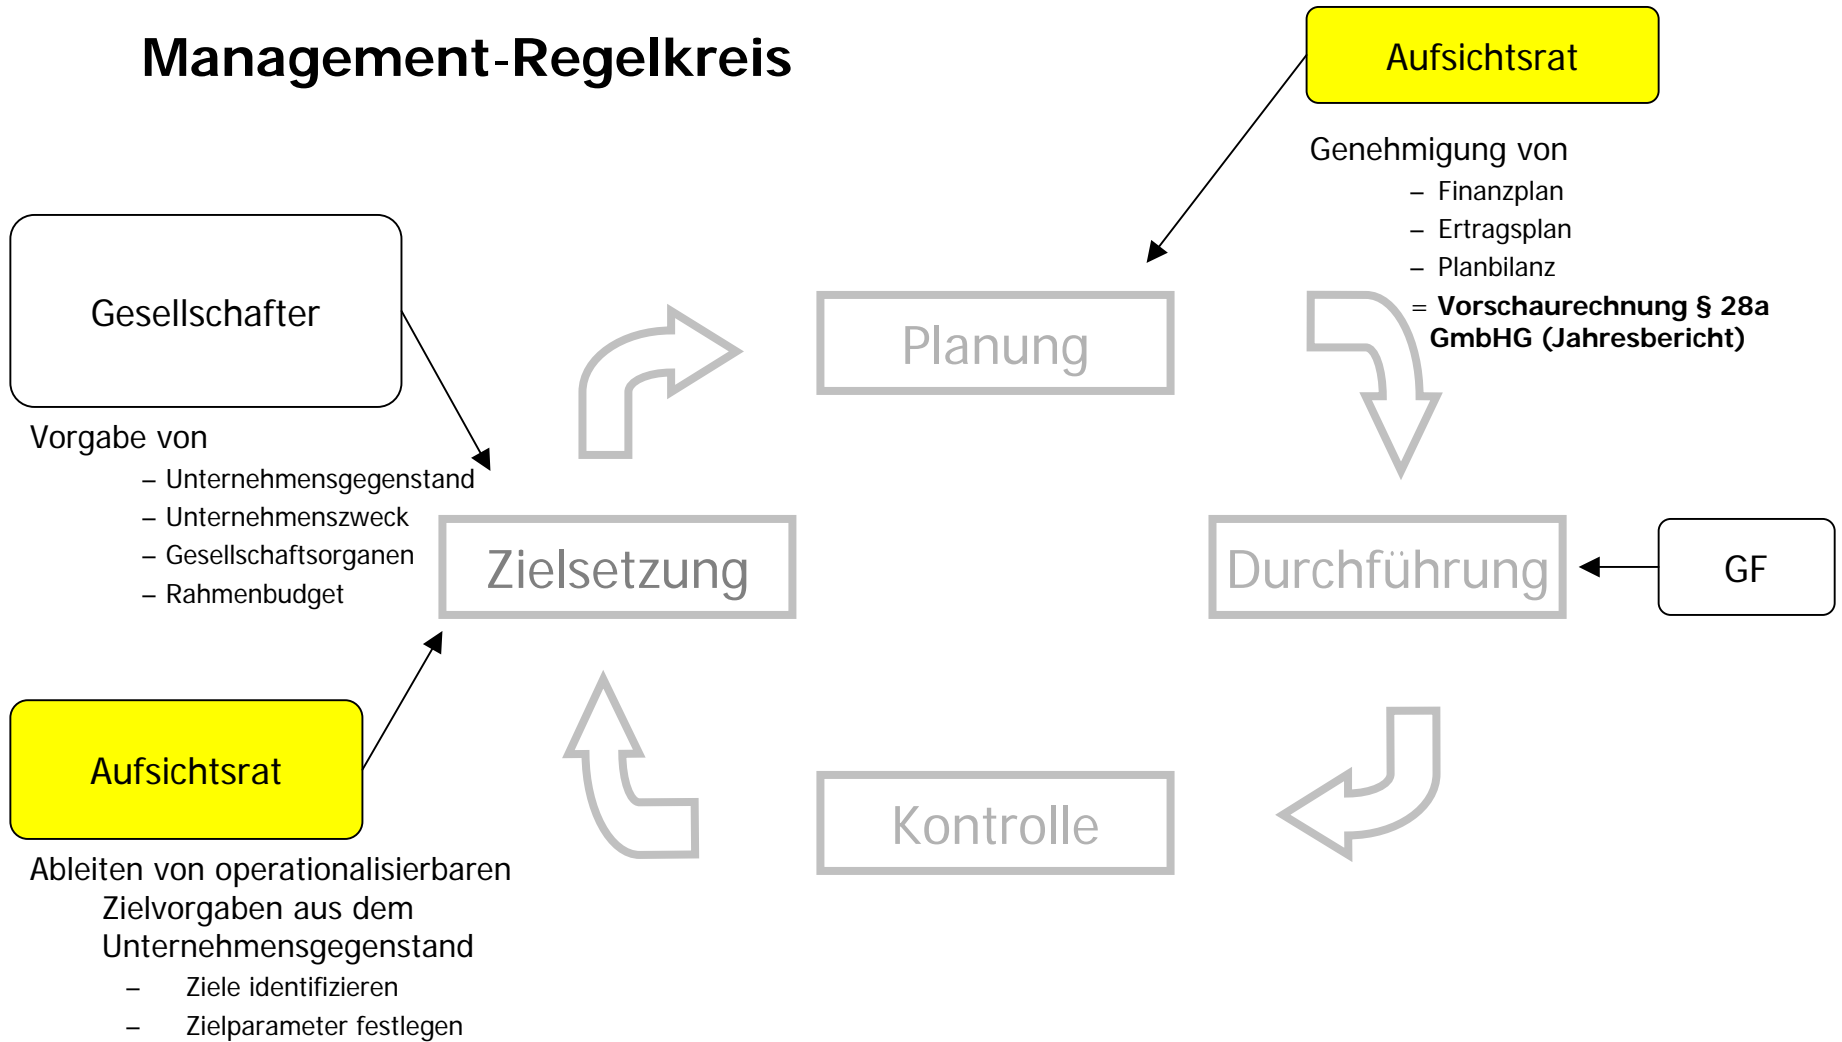 Management-Regelkreis
Aufsichtsrat
Genehmigung von
– Finanzplan
– Ertragsplan
– Planbilanz
= Vorschaurechnung § 28a
GmbHG (Jahresbericht)
Gesellschafter
Vorgabe von
– Unternehmensgegenstand
– Unternehmenszweck
– Gesellschaftsorganen
– Rahmenbudget
Planung
Zielsetzung
Durchführung
GF
Kontrolle
Aufsichtsrat
Ableiten von operationalisierbaren
Zielvorgaben aus dem
Unternehmensgegenstand
– Ziele identifizieren
– Zielparameter festlegen